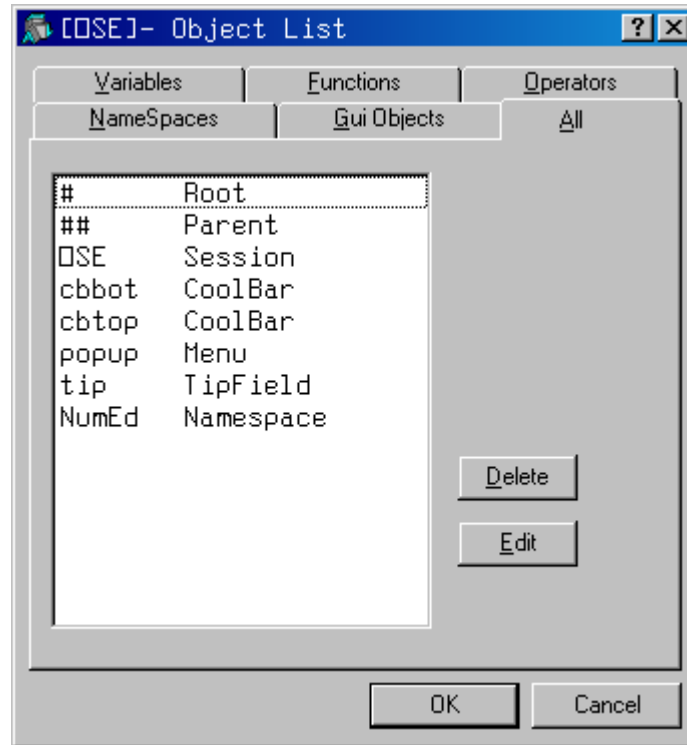 [⎕SE]- Object List
Variables Functions Operators
NameSpaces Gui Objects All
# Root
## Parent
⎕SE Session
cbbot CoolBar
cbtop CoolBar
popup Menu
tip TipField
NumEd Namespace
Delete
Edit
OK Cancel